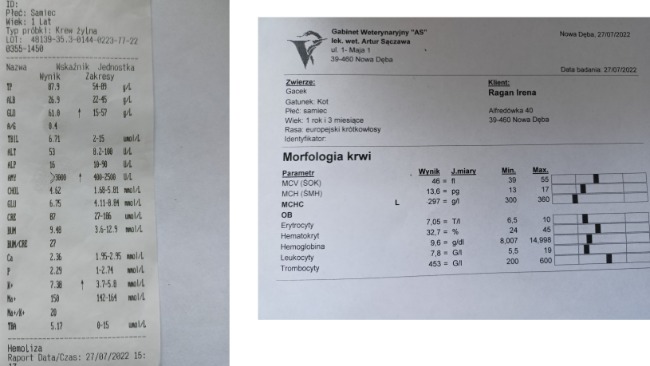 ID:
Płeć: Samiec
Wiek: 1 Lat
Typ próbki: Krew żylna
LOT: 48139-35.3-0144-0223-77-22
0355-1450
Nazwa Wskaźnik Jednostka
Wynik Zakresy
TP 87.9 54-89 g/L
ALB 26.9 22-45 g/L
GLO 61.0 ↑ 15-57 g/L
A/G 0.4
TBIL 6.71 2-15 umol/L
ALT 53 8.2-100 U/L
ALP 16 10-90 U/L
AMY >3000 ↑ 400-2500 U/L
CHOL 4.62 1.68-5.81 mmol/L
GLU 6.75 4.11-8.84 mmol/L
CRE 87 27-186 umol/L
BUN 9.48 3.6-12.9 mmol/L
BUN/CRE 27
Ca 2.36 1.95-2.95 mmol/L
P 2.29 1-2.74 mmol/L
K+ 7.38 ↑ 3.7-5.8 mmol/L
Na+ 150 142-164 mmol/L
Na+/K+ 20
TBA 5.17 0-15 umol/L
Hemoliza
Raport Data/Czas: 27/07/2022 15:
Gabinet Weterynaryjny "AS"
lek. wet. Artur Sączawa
ul. 1- Maja 1
39-460 Nowa Dęba
Nowa Dęba, 27/07/2022
Data badania: 27/07/2022
Zwierzę:
Gacek
Gatunek: Kot
Płeć: samiec
Wiek: 1 rok i 3 miesiące
Rasa: europejski krótkowłosy
Identyfikator:
Klient:
Ragan Irena
Alfredówka 40
39-460 Nowa Dęba
Morfologia krwi
Parametr Wynik J.miary Min. Max.
MCV (ŚOK) 46 = fl 39 55
MCH (ŚMH) 13,6 = pg 13 17
MCHC L 297 = g/l 300 360
OB
Erytrocyty 7,05 = T/l 6,5 10
Hematokryt 32,7 = % 24 45
Hemoglobina 9,6 = g/dl 8,007 14,998
Leukocyty 7,8 = G/l 5,5 19
Trombocyty 453 = G/l 200 600